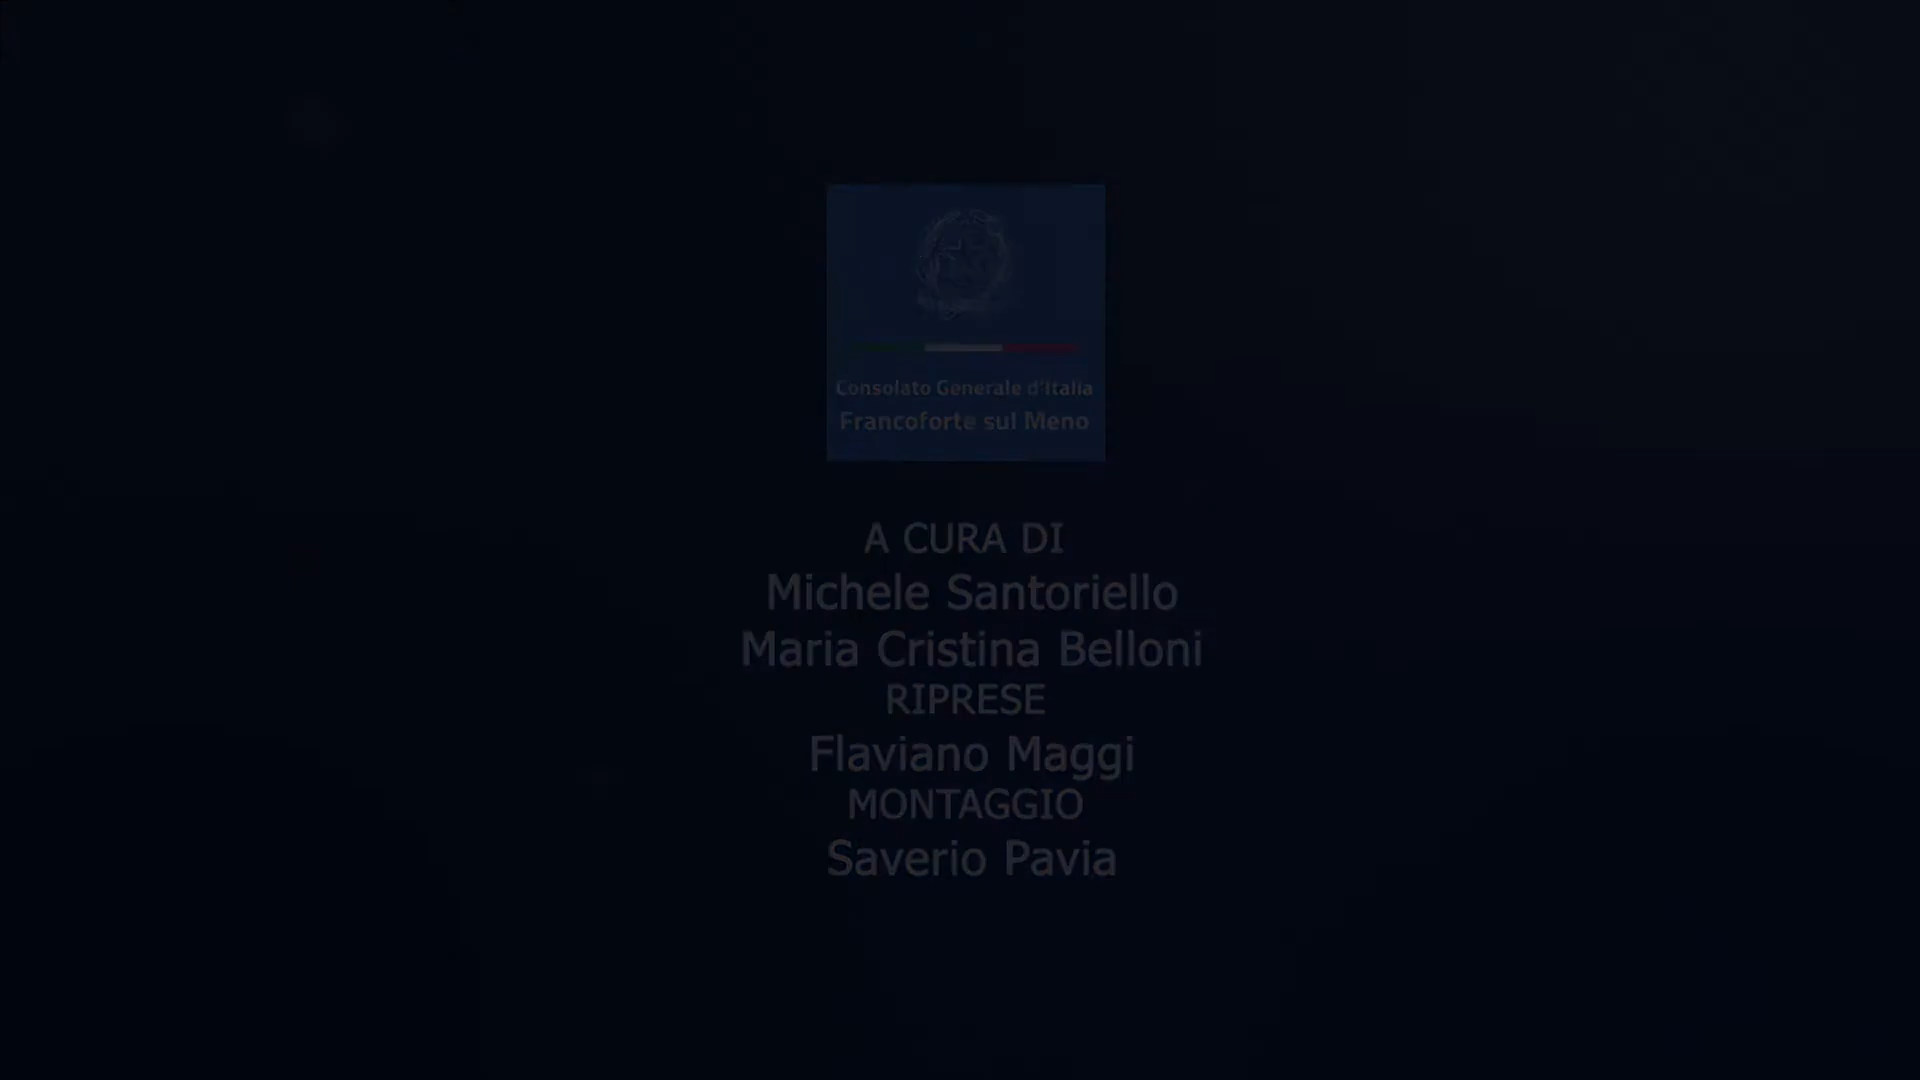 Consolato Generale d'Italia
Francoforte sul Meno
A CURA DI
Michele Santoriello
Maria Cristina Belloni
RIPRESE
Flaviano Maggi
MONTAGGIO
Saverio Pavia